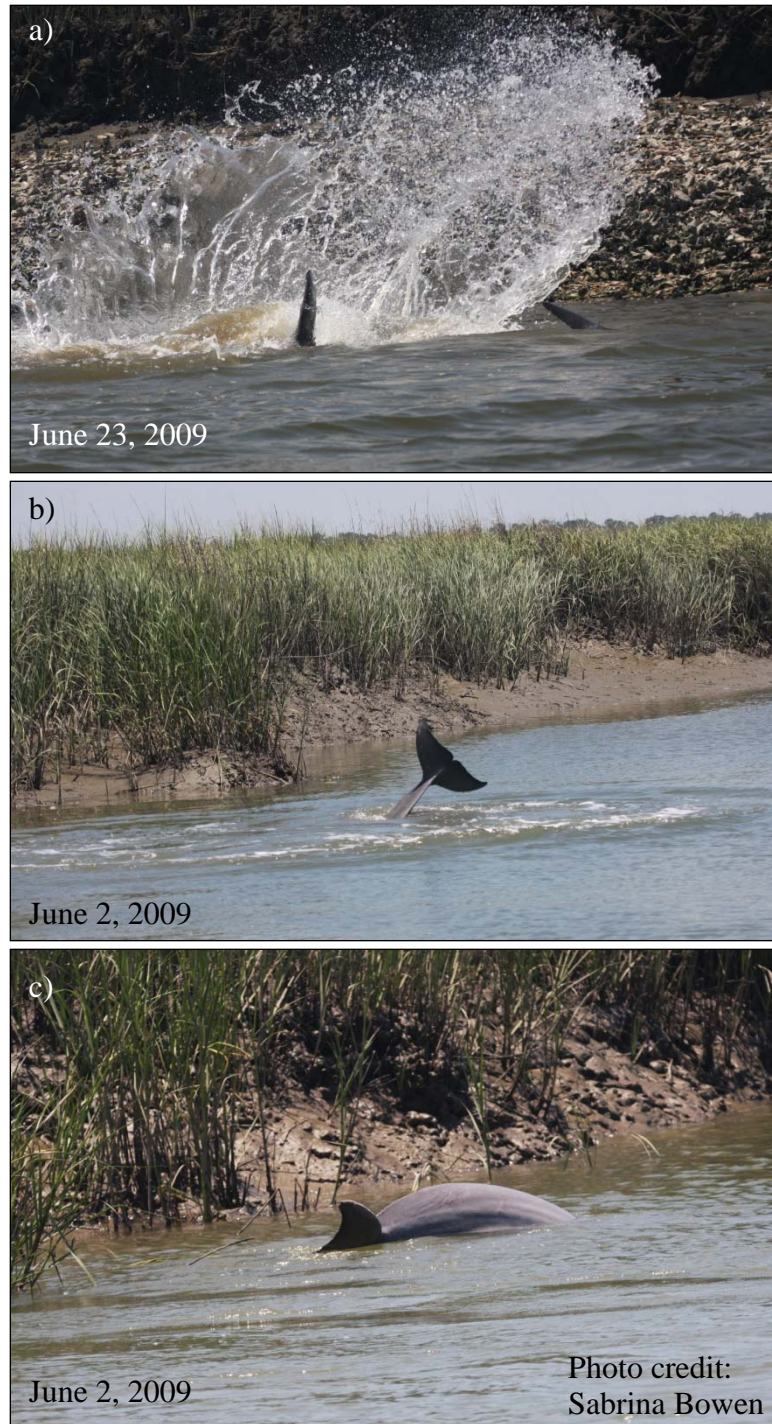 a)
June 23, 2009
b)
June 2, 2009
c)
June 2, 2009
Photo credit:
Sabrina Bowen